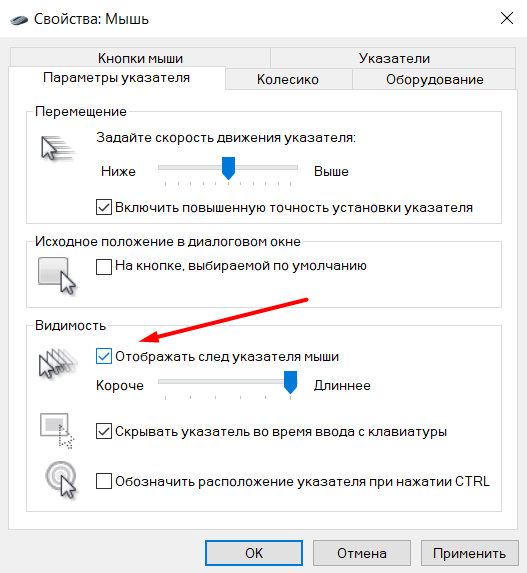 Свойства: Мышь
Кнопки мыши
Указатели
Параметры указателя
Колесико
Оборудование
Перемещение
Задайте скорость движения указателя:
Ниже
Выше
Включить повышенную точность установки указателя
Исходное положение в диалоговом окне
На кнопке, выбираемой по умолчанию
Видимость
Отображать след указателя мыши
Короче
Длиннее
Скрывать указатель во время ввода с клавиатуры
Обозначить расположение указателя при нажатии CTRL
OK
Отмена
Применить